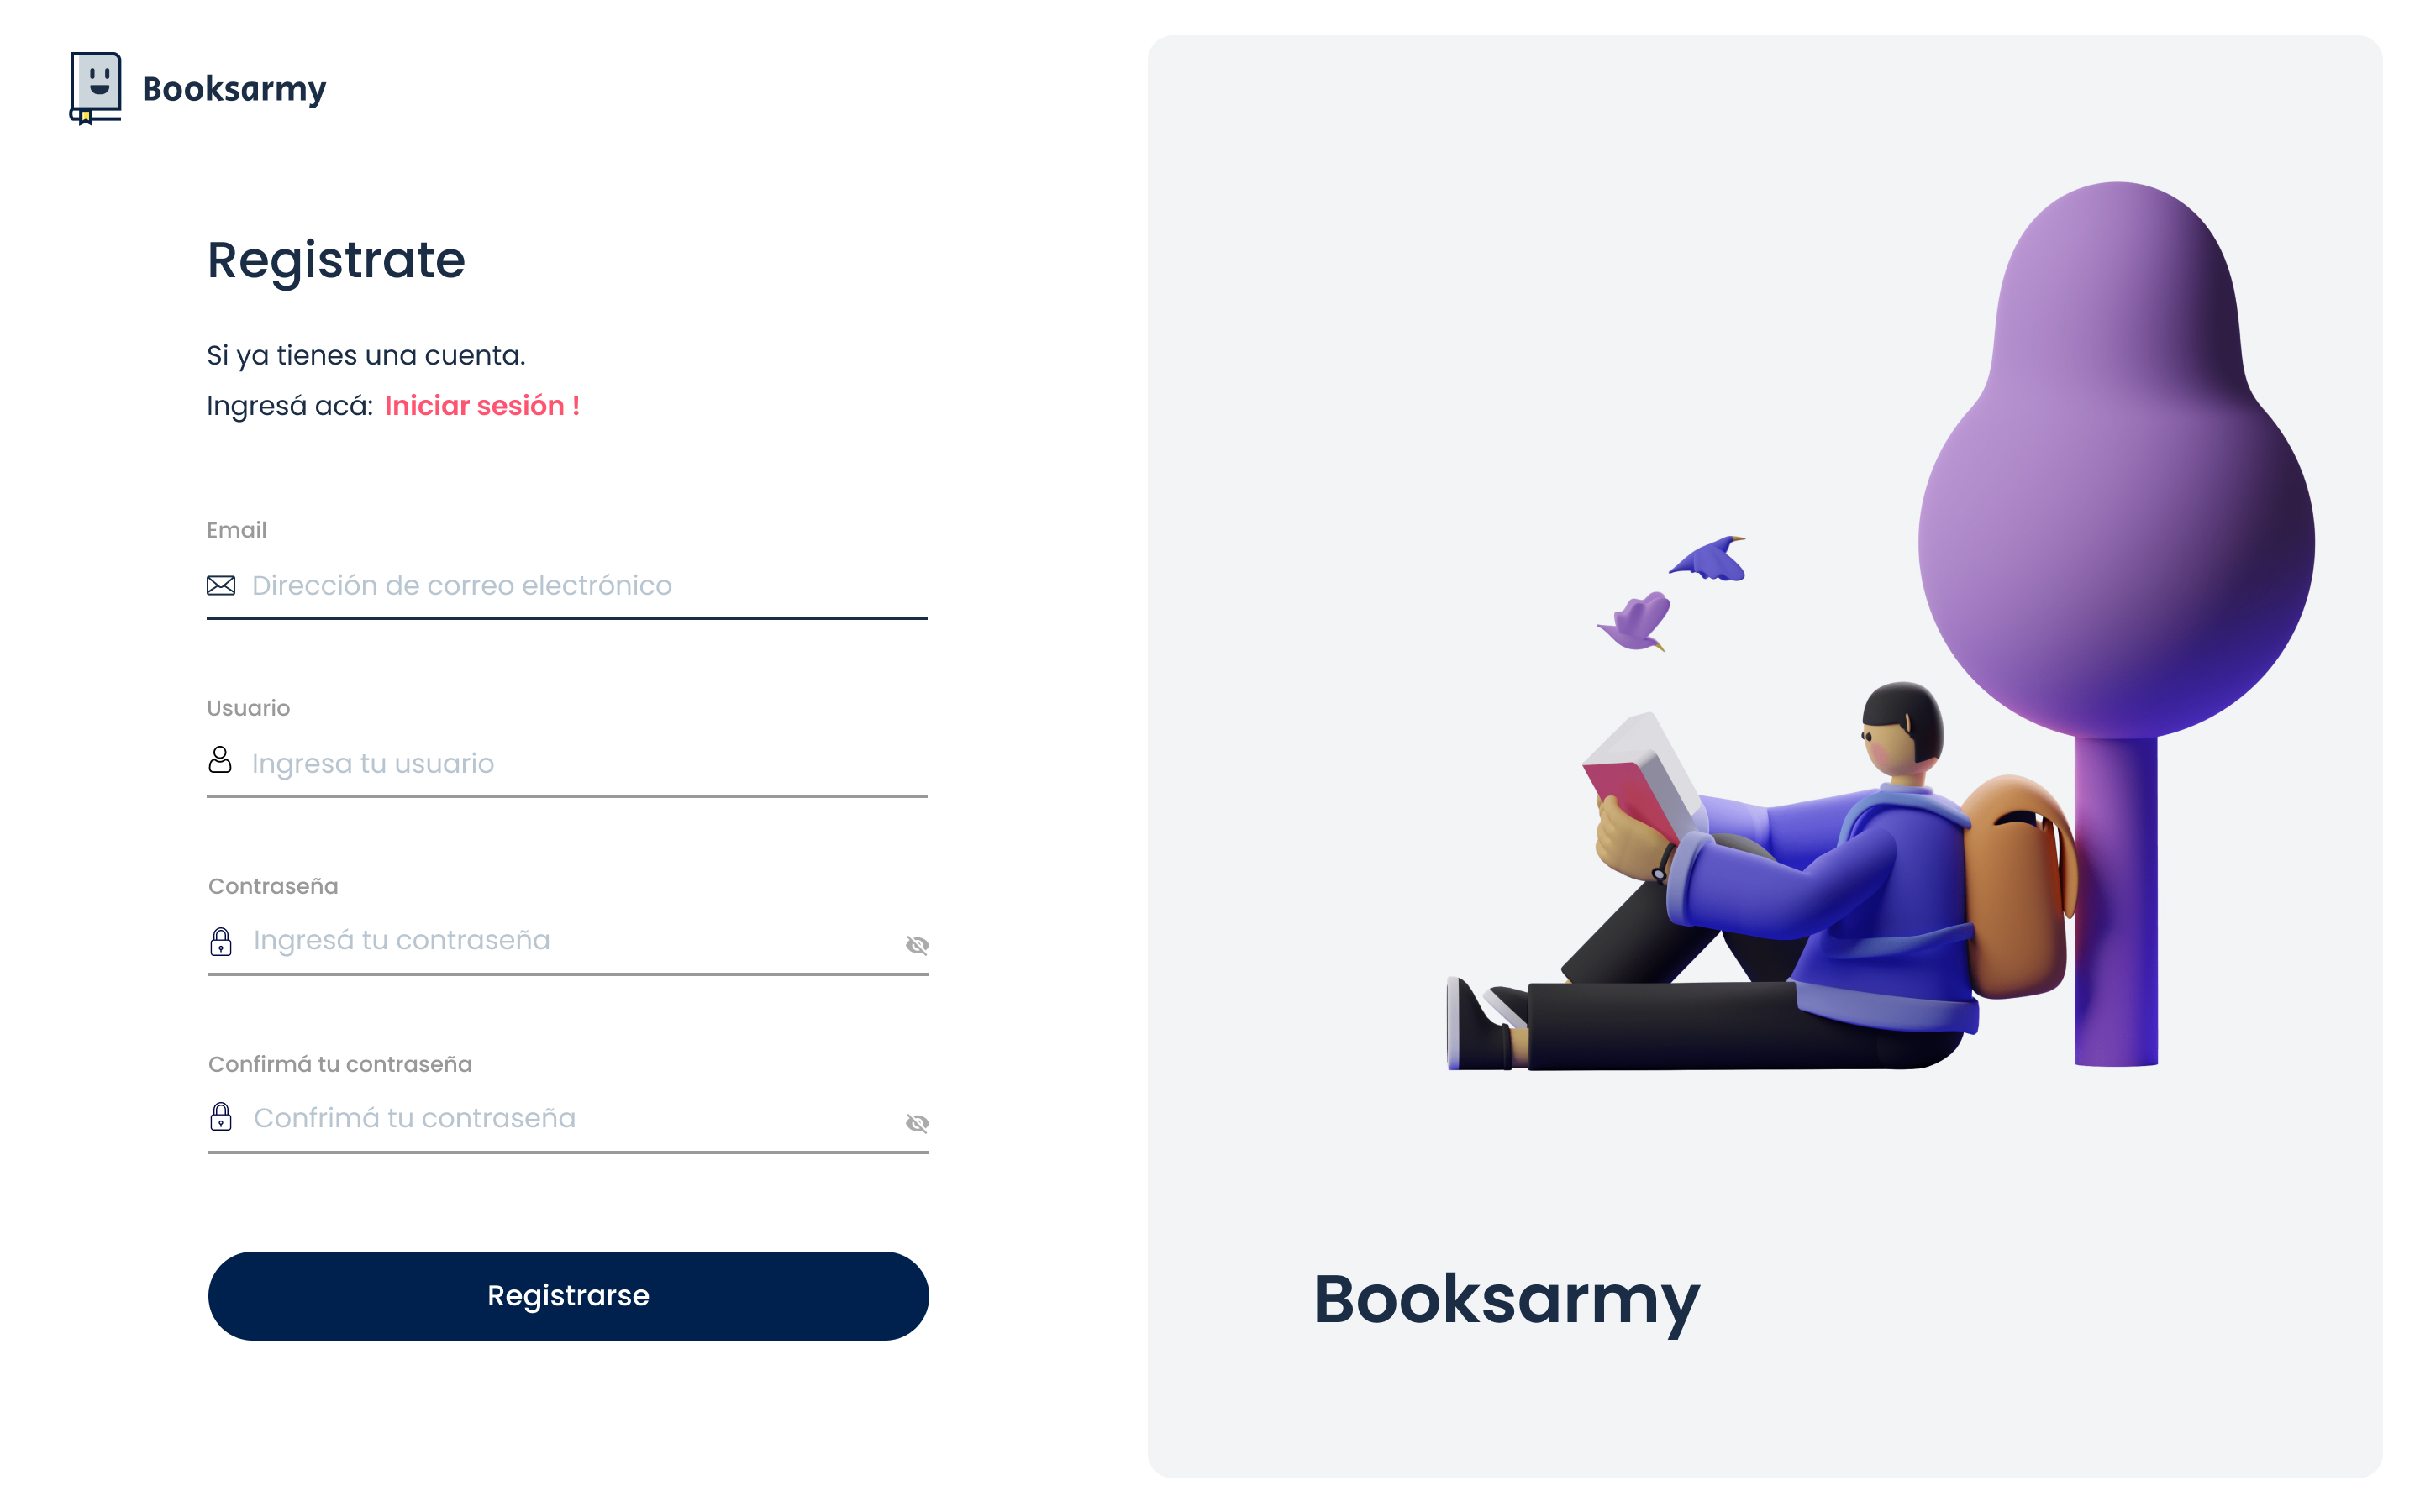 Booksarmy
Registrate
Si ya tienes una cuenta.
Ingresá acá: Iniciar sesión !
Email
Dirección de correo electrónico
Usuario
Ingresa tu usuario
Contraseña
Ingresá tu contraseña
Confirmá tu contraseña
Confrimá tu contraseña
Registrarse
Booksarmy